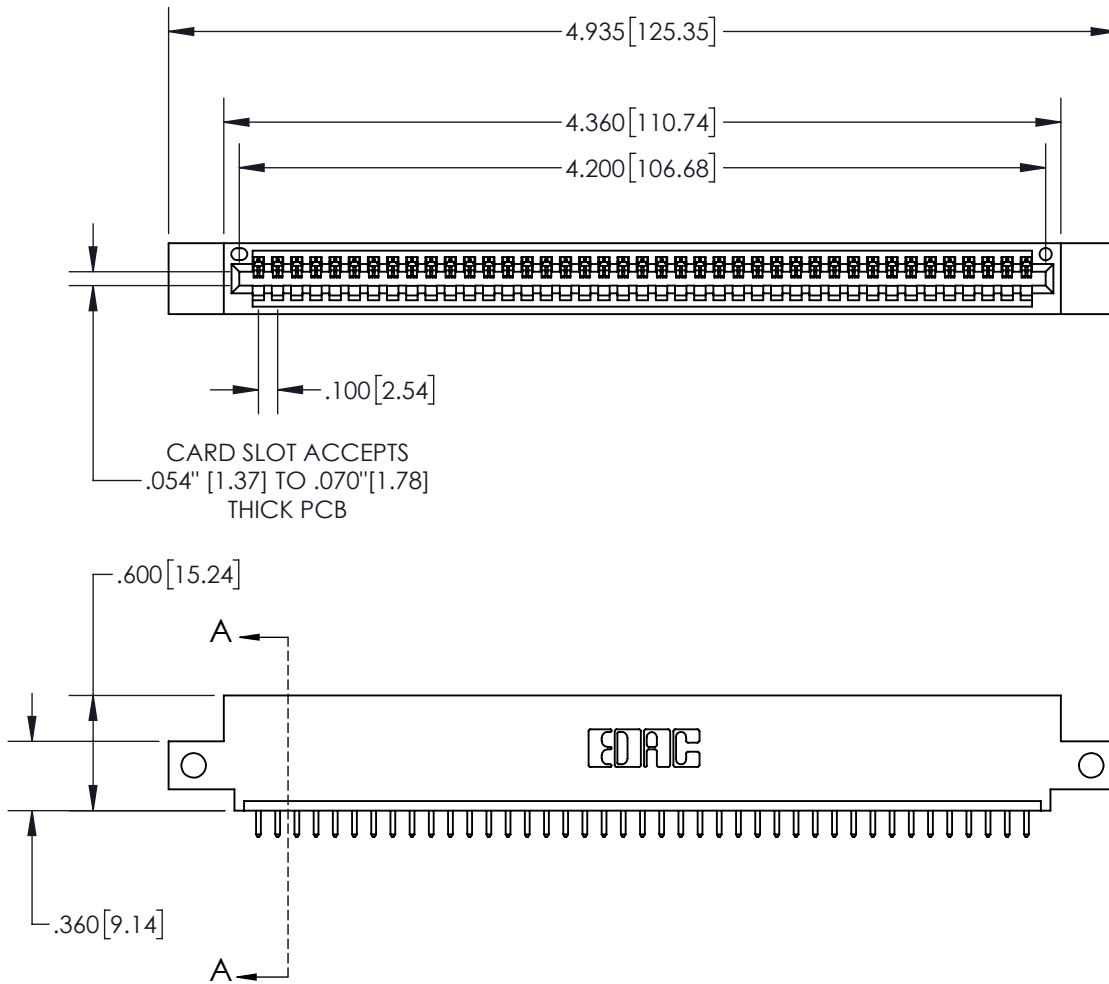 4.935[125.35]
4.360[110.74]
4.200[106.68]
.100[2.54]
CARD SLOT ACCEPTS
.054" [1.37] TO .070"[1.78]
THICK PCB
.600[15.24]
A
EDAC
.360[9.14]
A